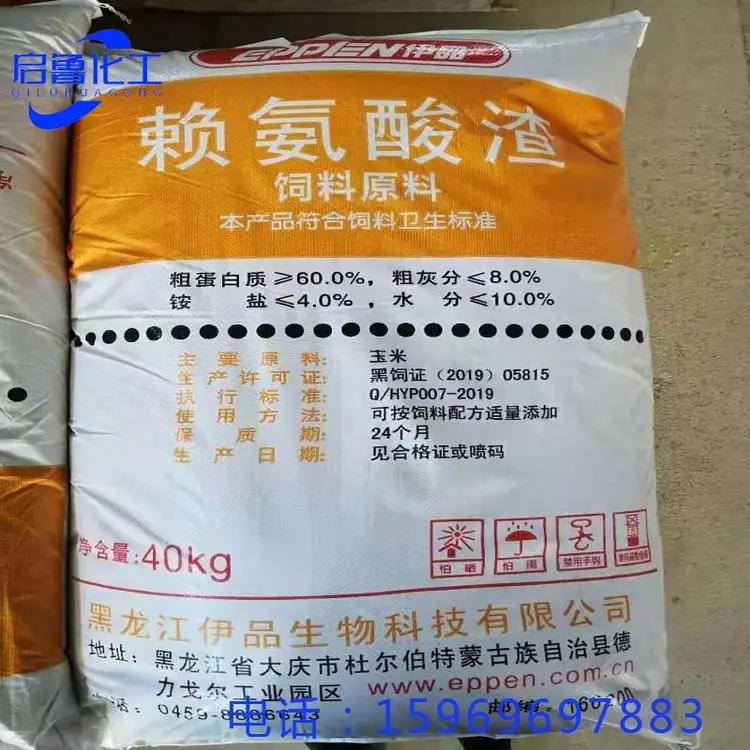 启鲁化工
QILUHUAGONG
EPPEN伊品
赖氨酸渣
饲料原料
本产品符合饲料卫生标准
粗蛋白质≥60.0%，粗灰分≤8.0%
铵 盐≤4.0%，水 分≤10.0%
主要原料：玉米
生产许可证：黑饲证（2019）05815
执行标准：Q/HYP007-2019
使用方法：可按饲料配方适量添加
保质期：24个月
生产日期：见合格证或喷码
净含量:40kg
怕晒 怕雨 禁用手钩
黑龙江伊品生物科技有限公司
地址：黑龙江省大庆市杜尔伯特蒙古族自治县德
力戈尔工业园区 www.eppen.com.cn
电话：0459-8886643 邮编：
电话：15969697883